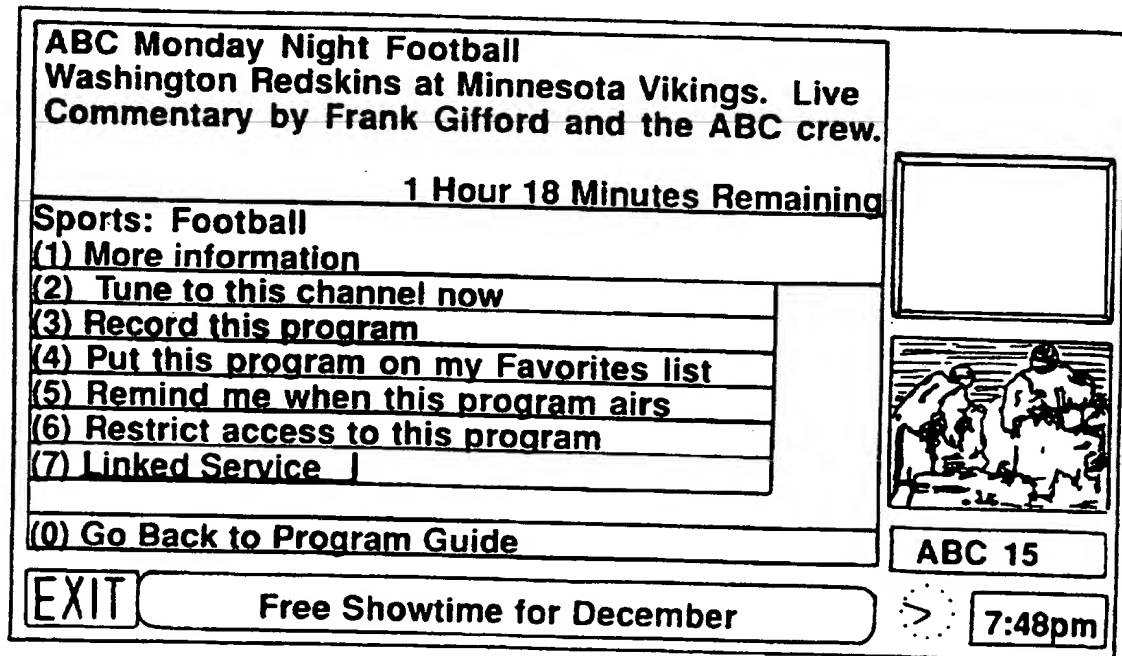 ABC Monday Night Football
Washington Redskins at Minnesota Vikings. Live
Commentary by Frank Gifford and the ABC crew.
1 Hour 18 Minutes Remaining
Sports: Football
(1) More information
(2) Tune to this channel now
(3) Record this program
(4) Put this program on my Favorites list
(5) Remind me when this program airs
(6) Restrict access to this program
(7) Linked Service
(0) Go Back to Program Guide
ABC 15
EXIT
Free Showtime for December
7:48pm